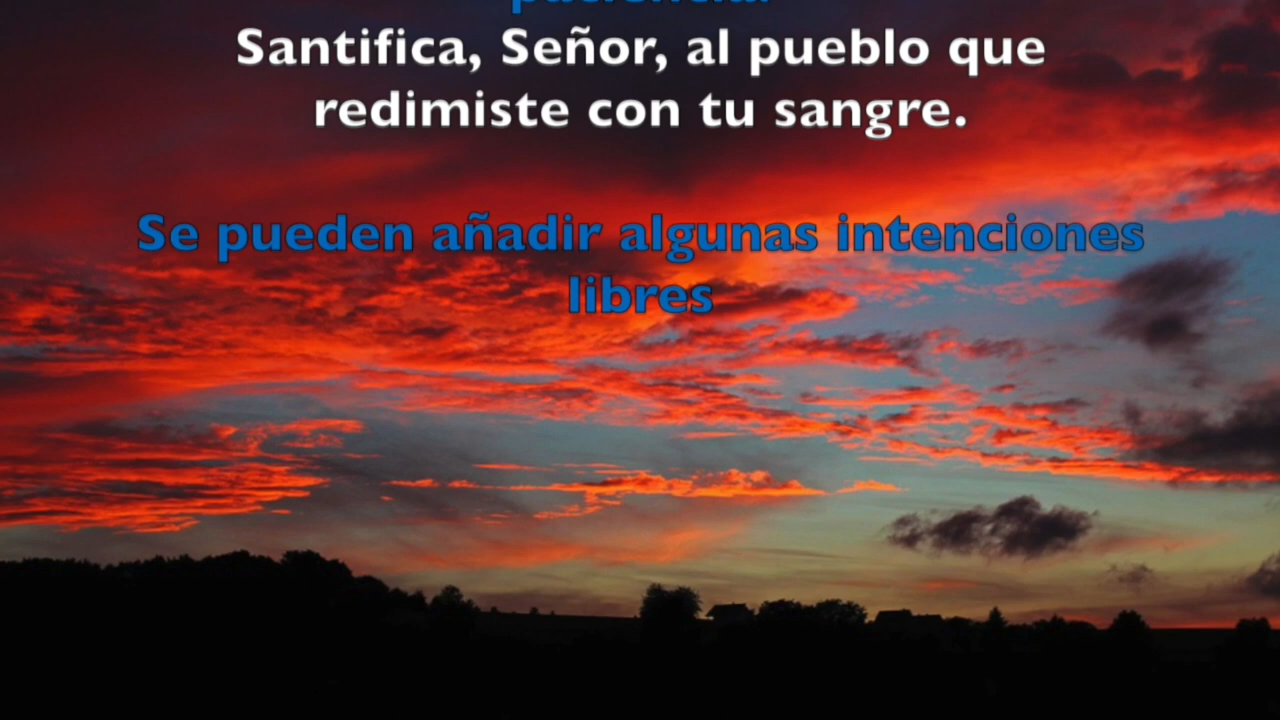 Santifica, Señor, al pueblo que
redimiste con tu sangre.
Se pueden añadir algunas intenciones
libres